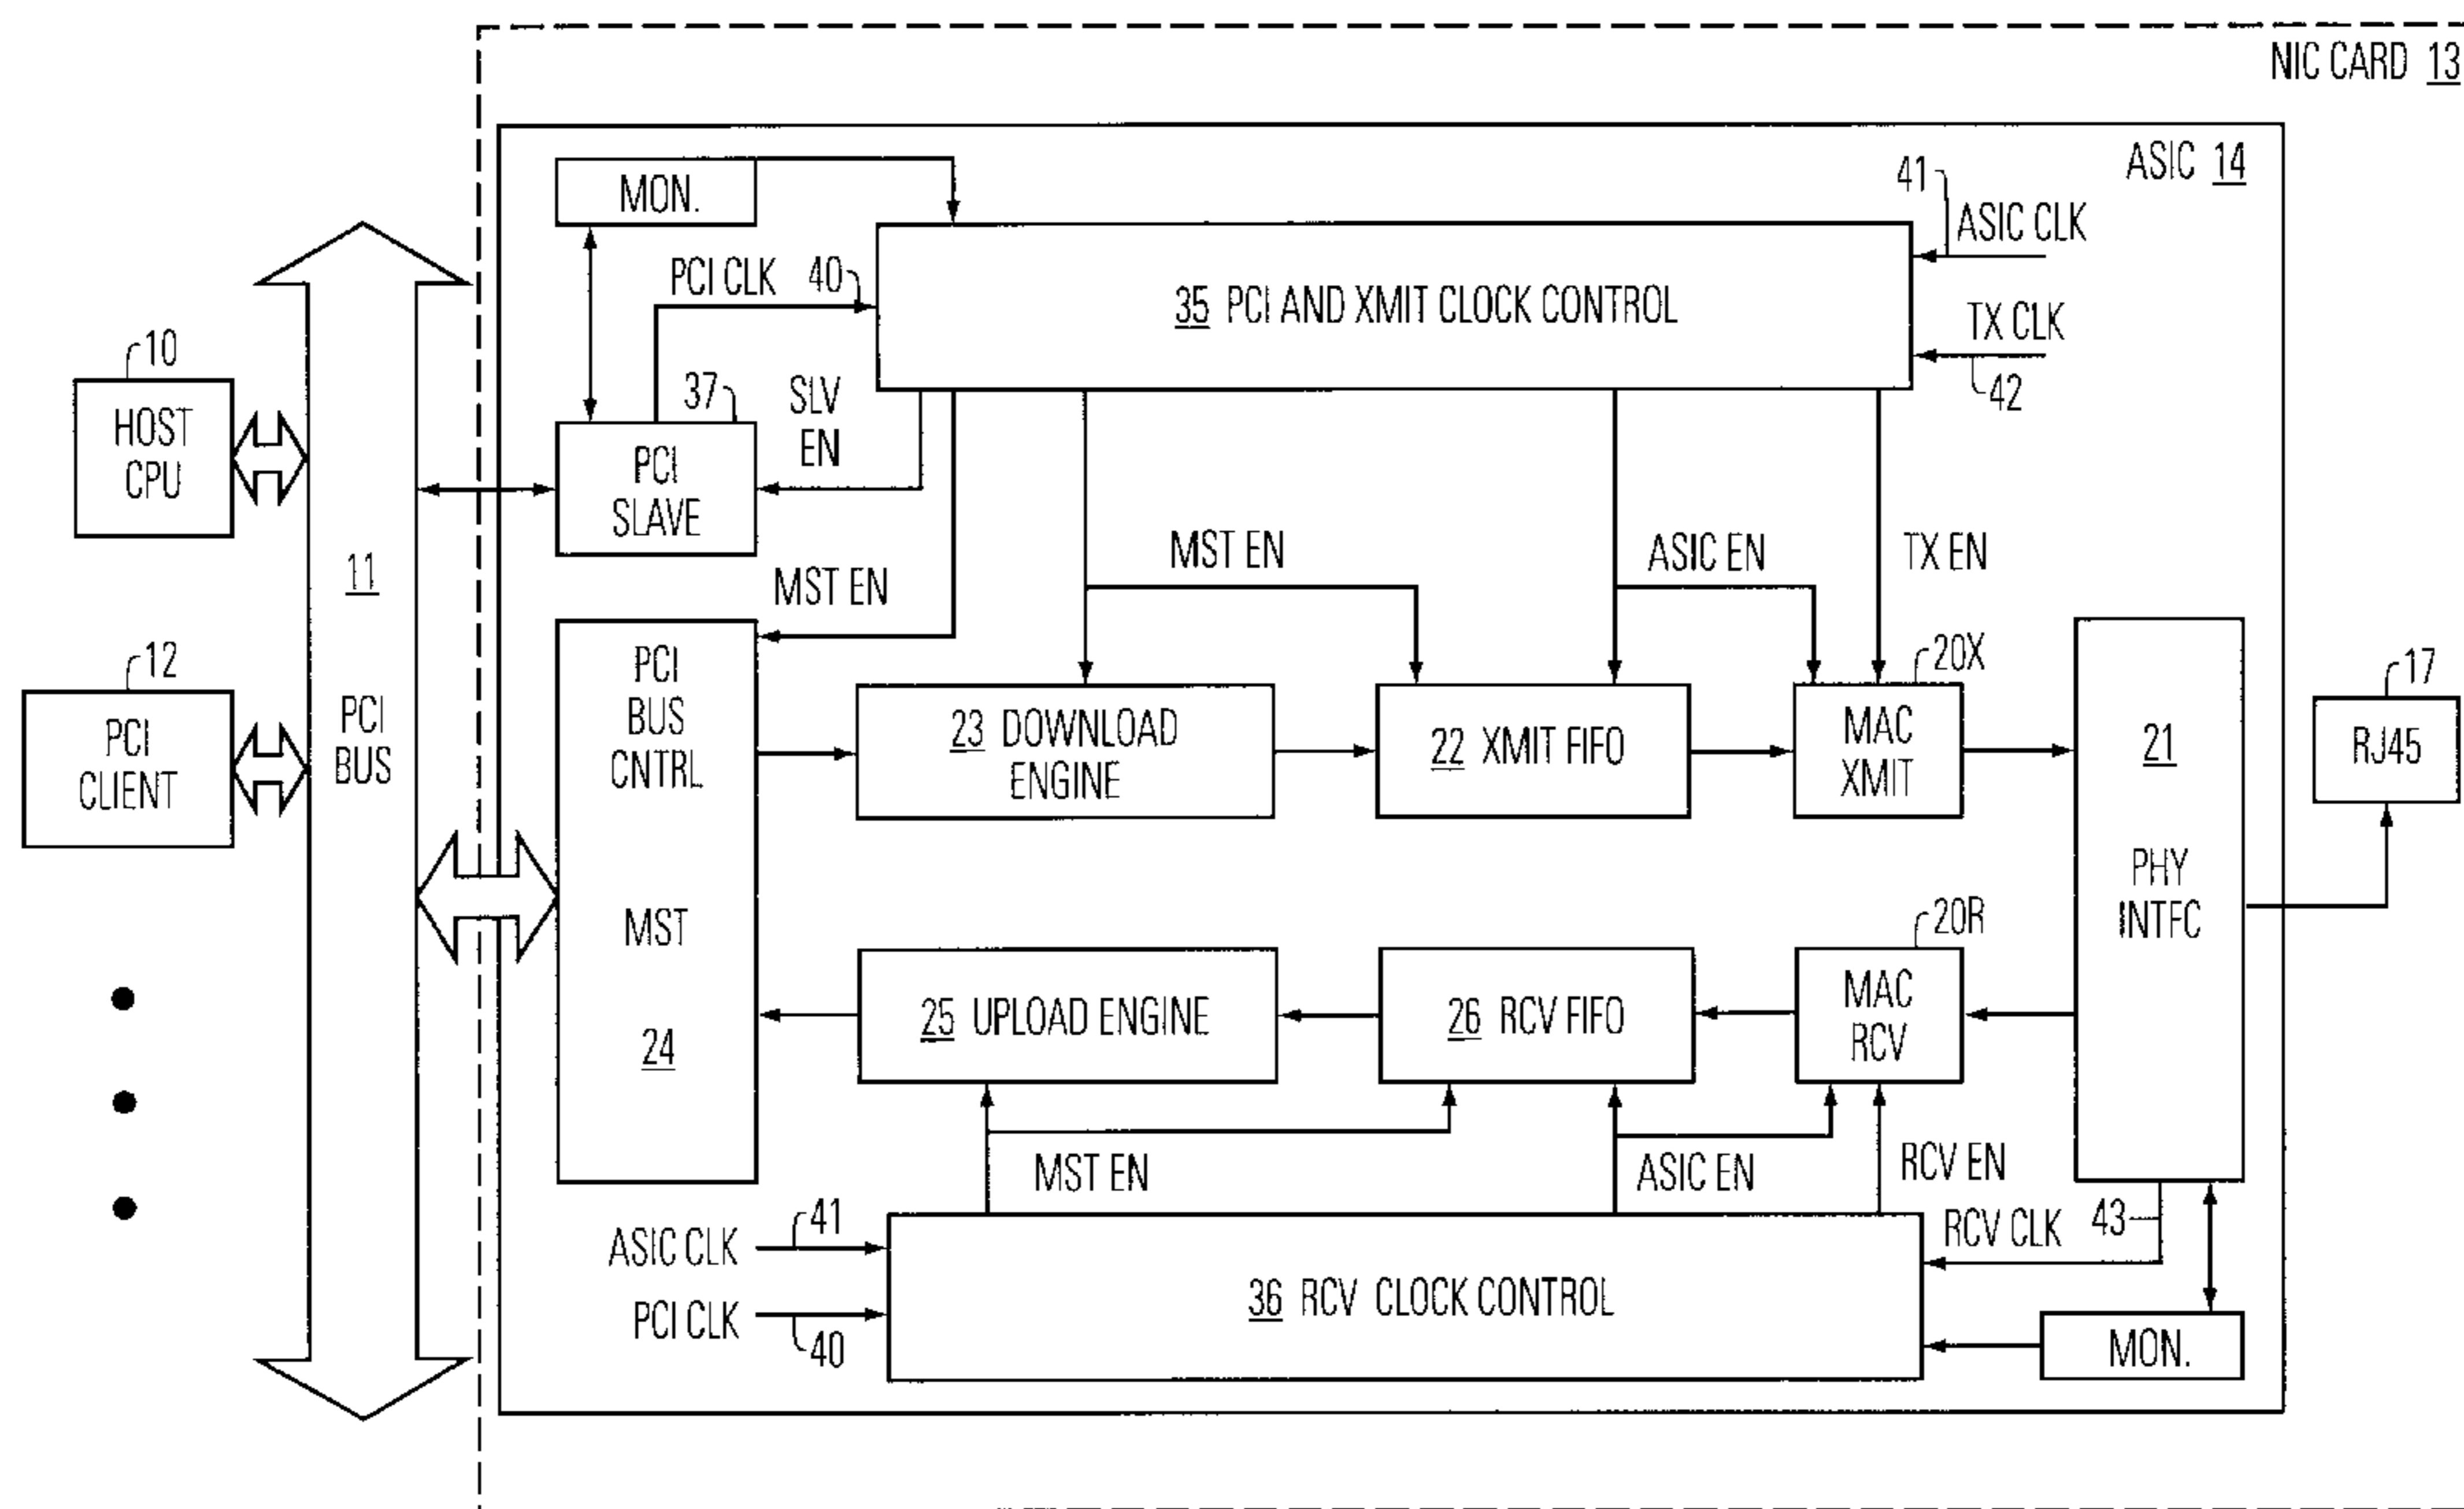 NIC CARD 13
ASIC 14
MON.
41
ASIC CLK
PCI CLK
40
35 PCI AND XMIT CLOCK CONTROL
TX CLK
42
10
HOST
CPU
37
SLV
EN
PCI
SLAVE
11
PCI
BUS
MST EN
MST EN
ASIC EN
TX EN
12
PCI
CLIENT
PCI
BUS
CNTRL
MST
24
23 DOWNLOAD
ENGINE
22 XMIT FIFO
20X
MAC
XMIT
21
PHY
INTFC
17
RJ45
25 UPLOAD ENGINE
26 RCV FIFO
20R
MAC
RCV
MST EN
ASIC EN
RCV EN
ASIC CLK
41
PCI CLK
40
36 RCV CLOCK CONTROL
RCV CLK
43
MON.